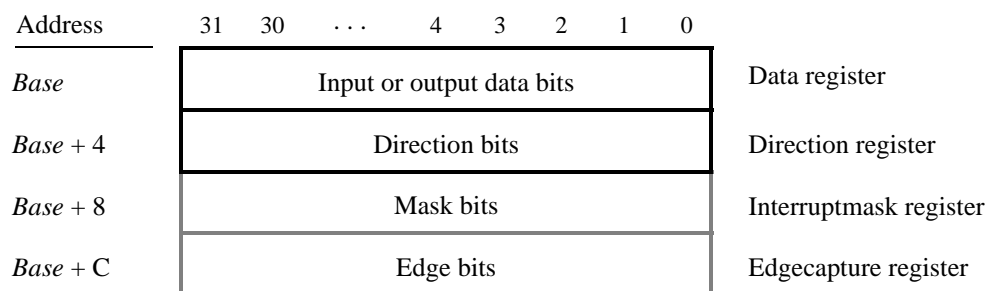 Address 31 30 · · · 4 3 2 1 0
Base Input or output data bits Data register
Base + 4 Direction bits Direction register
Base + 8 Mask bits Interruptmask register
Base + C Edge bits Edgecapture register